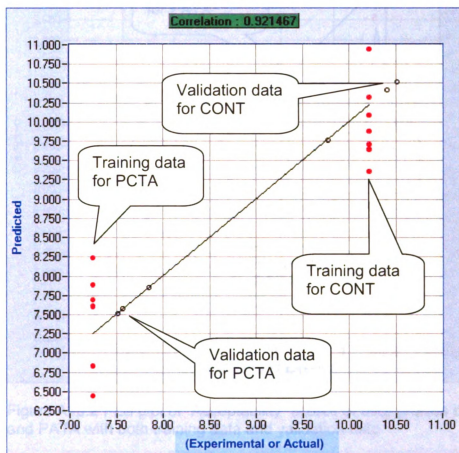 Correlation : 0.921467
11.000
10.750
10.500
10.250
10.000
9.750
9.500
9.250
9.000
8.750
8.500
8.250
8.000
7.750
7.500
7.250
7.000
6.750
6.500
6.250
Predicted
Validation data
for CONT
Training data
for PCTA
Training data
for CONT
Validation data
for PCTA
7.00
7.50
8.00
8.50
9.00
9.50
10.00
10.50
11.00
(Experimental or Actual)